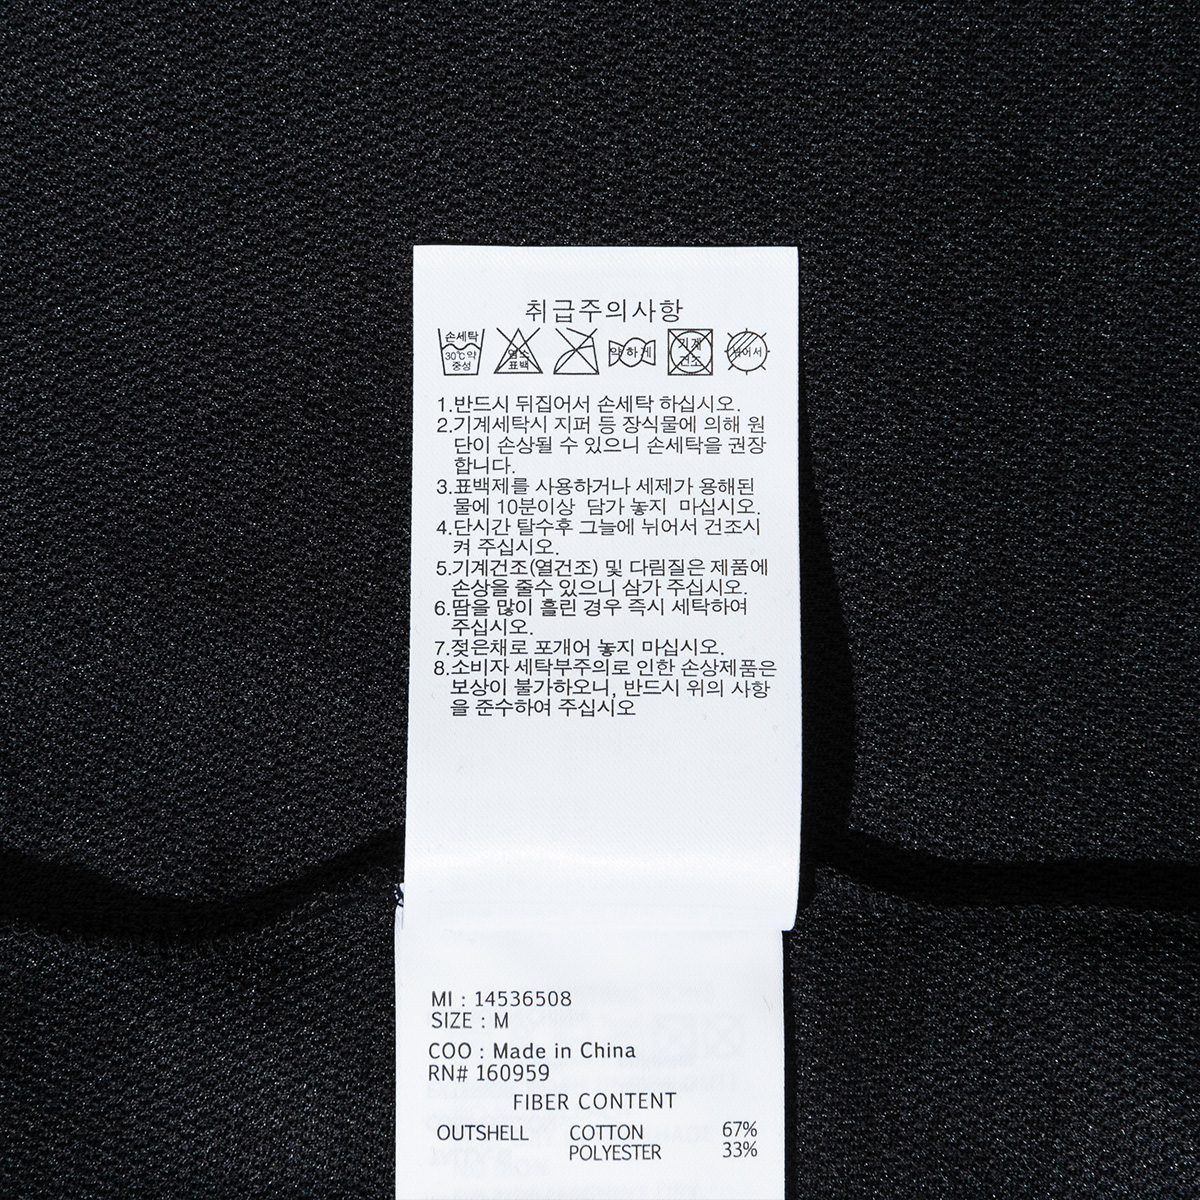 취급주의사항
손세탁 염소 약하게 기계 뉘어서
30℃약 표백 건조
중성
1.반드시 뒤집어서 손세탁 하십시오.
2.기계세탁시 지퍼 등 장식물에 의해 원
단이 손상될 수 있으니 손세탁을 권장
합니다.
3.표백제를 사용하거나 세제가 용해된
물에 10분이상 담가 놓지 마십시오.
4.단시간 탈수후 그늘에 뉘어서 건조시
켜 주십시오.
5.기계건조(열건조) 및 다림질은 제품에
손상을 줄수 있으니 삼가 주십시오.
6.땀을 많이 흘린 경우 즉시 세탁하여
주십시오.
7.젖은채로 포개어 놓지 마십시오.
8.소비자 세탁부주의로 인한 손상제품은
보상이 불가하오니, 반드시 위의 사항
을 준수하여 주십시오
MI : 14536508
SIZE : M
COO : Made in China
RN# 160959
FIBER CONTENT
OUTSHELL COTTON 67%
POLYESTER 33%